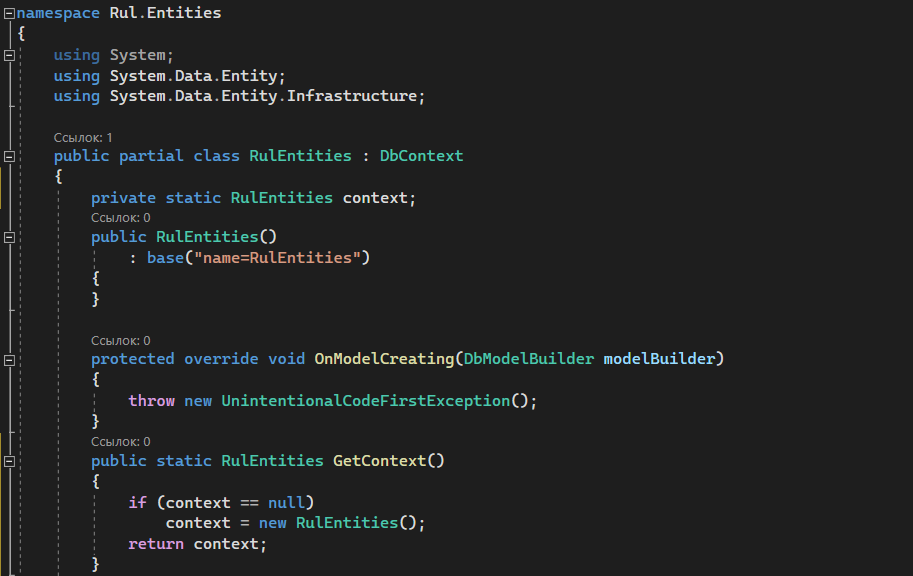 namespace Rul.Entities
{
    using System;
    using System.Data.Entity;
    using System.Data.Entity.Infrastructure;

    Ссылок: 1
    public partial class RulEntities : DbContext
    {
        private static RulEntities context;
        Ссылок: 0
        public RulEntities()
            : base("name=RulEntities")
        {
        }

        Ссылок: 0
        protected override void OnModelCreating(DbModelBuilder modelBuilder)
        {
            throw new UnintentionalCodeFirstException();
        }
        Ссылок: 0
        public static RulEntities GetContext()
        {
            if (context == null)
                context = new RulEntities();
            return context;
        }